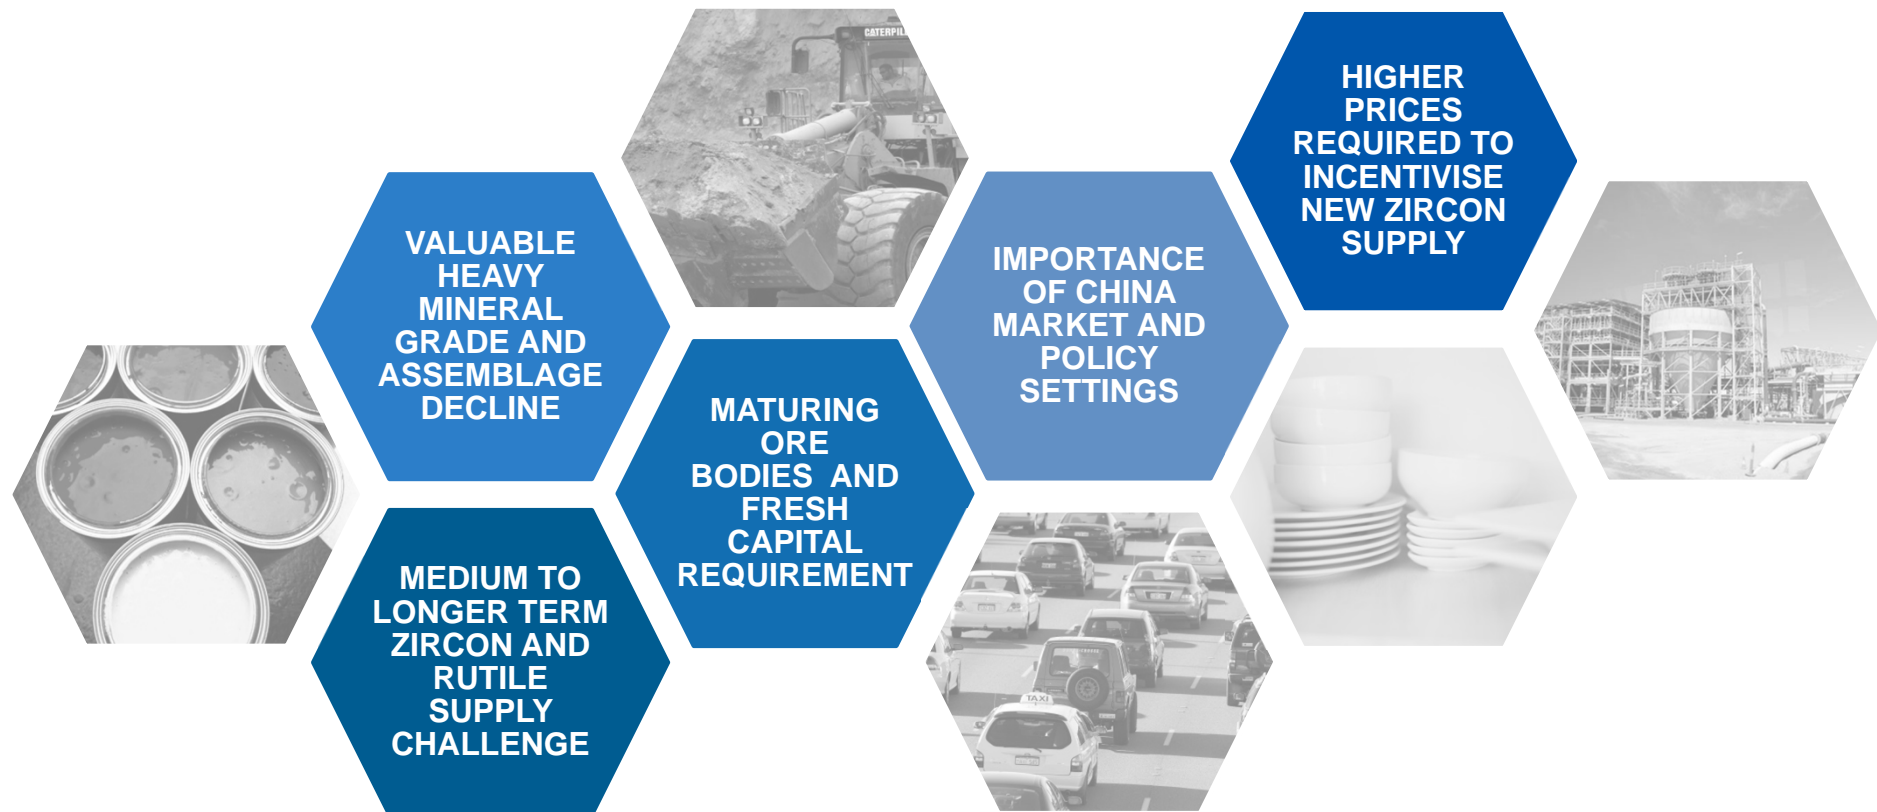 CATERPIL
HIGHER
PRICES
REQUIRED TO
INCENTIVISE
NEW ZIRCON
SUPPLY
VALUABLE
HEAVY
MINERAL
GRADE AND
ASSEMBLAGE
DECLINE
IMPORTANCE
OF CHINA
MARKET AND
POLICY
SETTINGS
MATURING
ORE
BODIES  AND
FRESH
CAPITAL
REQUIREMENT
MEDIUM TO
LONGER TERM
ZIRCON AND
RUTILE
SUPPLY
CHALLENGE
TAXI